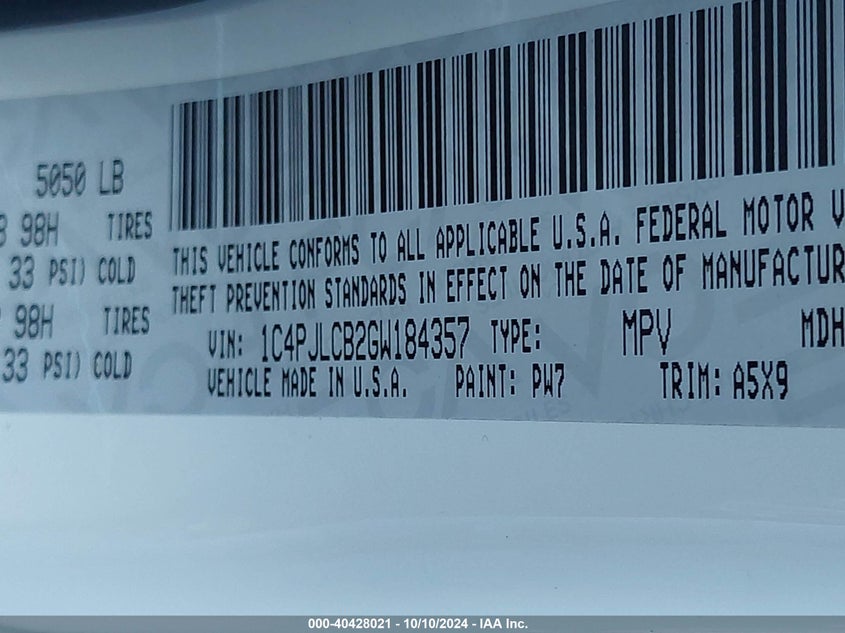 5050 LB
98H TIRES
33 PSI) COLD
98H TIRES
33 PSI) COLD
THIS VEHICLE CONFORMS TO ALL APPLICABLE U.S.A. FEDERAL MOTOR V
THEFT PREVENTION STANDARDS IN EFFECT ON THE DATE OF MANUFACTUR
VIN: 1C4PJLCB2GW184357 TYPE: MPV MDH
VEHICLE MADE IN U.S.A. PAINT: PW7 TRIM: A5X9
000-40428021 - 10/10/2024 - IAA Inc.